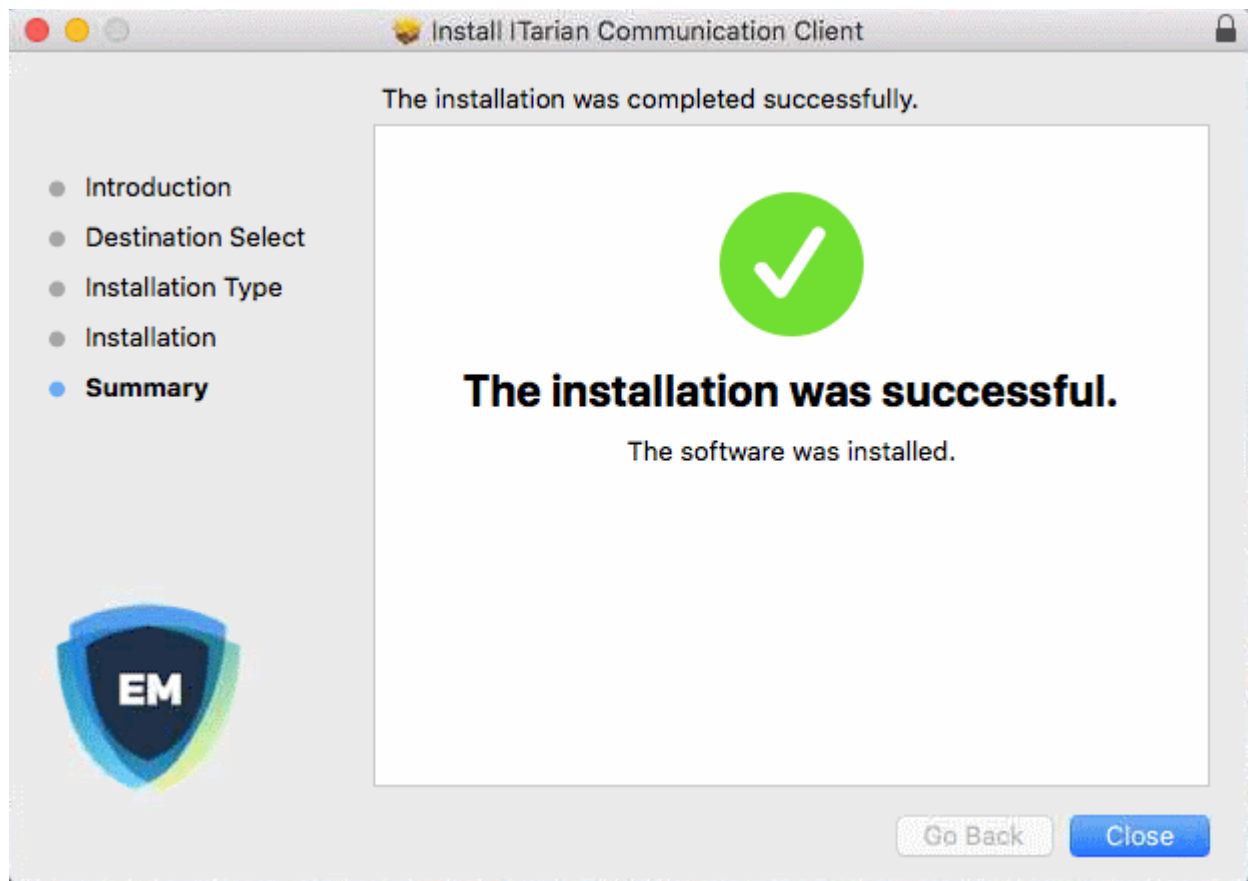 Install ITarian Communication Client
The installation was completed successfully.
Introduction
Destination Select
Installation Type
Installation
Summary
The installation was successful.
The software was installed.
EM
Go Back
Close